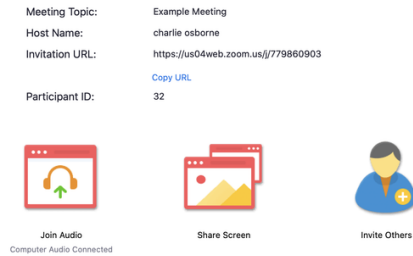 Meeting Topic: Example Meeting
Host Name: charlie osborne
Invitation URL: https://us04web.zoom.us/j/779860903
Copy URL
Participant ID: 32
Join Audio Share Screen Invite Others
Computer Audio Connected